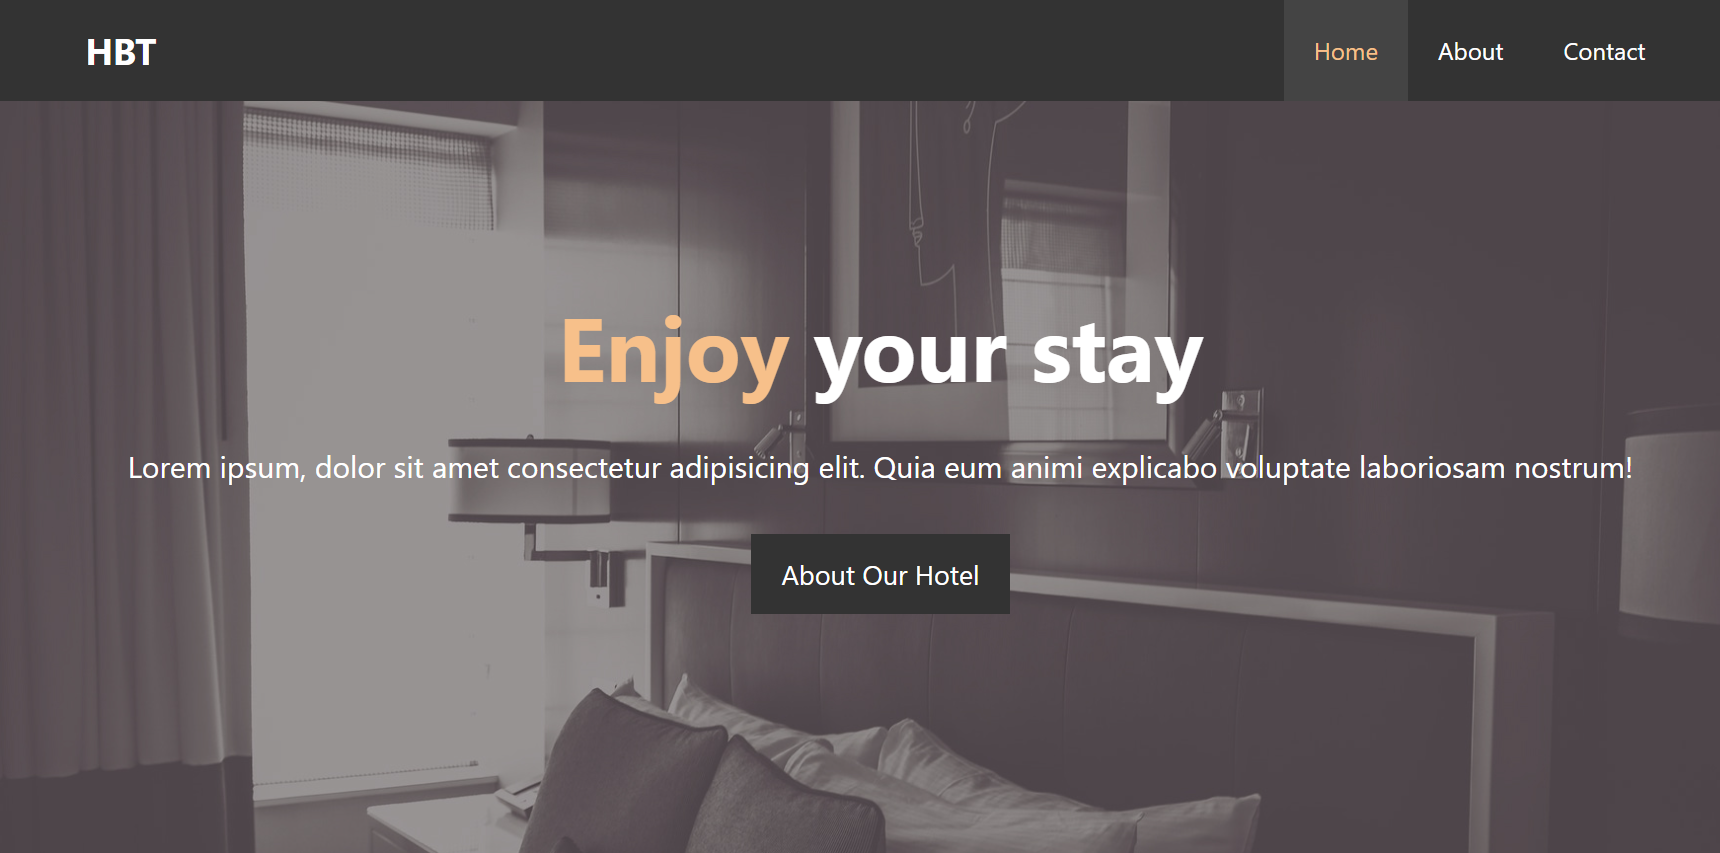 HBT
Home
About
Contact
Enjoy your stay
Lorem ipsum, dolor sit amet consectetur adipisicing elit. Quia eum animi explicabo voluptate laboriosam nostrum!
About Our Hotel